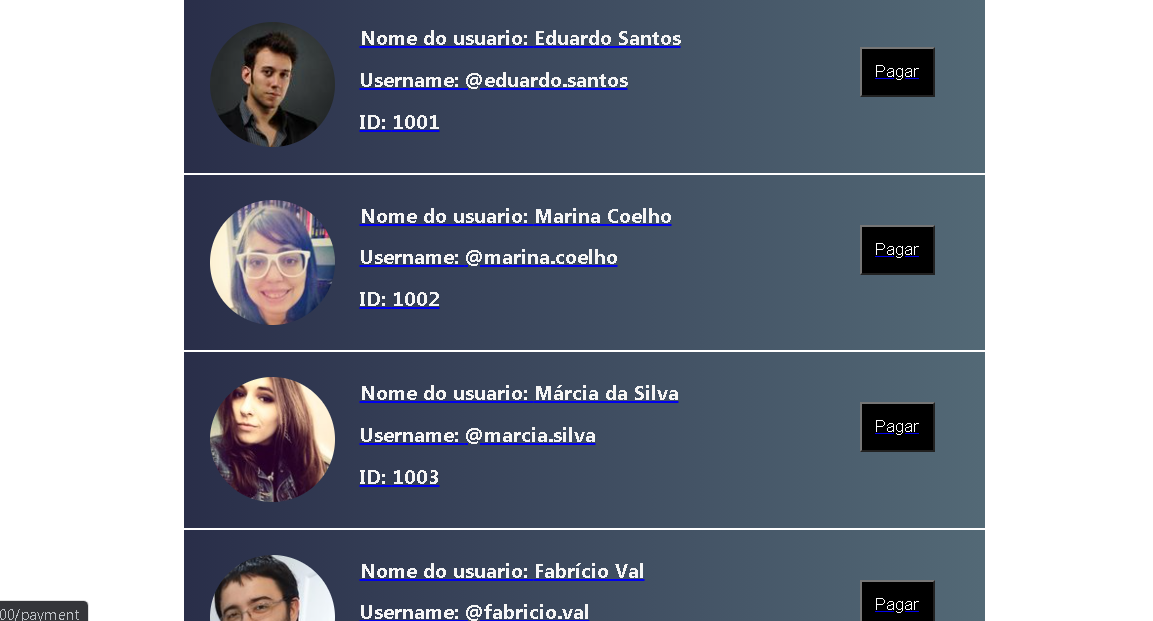 Nome do usuario: Eduardo Santos
Pagar
Username: @eduardo.santos
ID: 1001
Nome do usuario: Marina Coelho
Pagar
Username: @marina.coelho
ID: 1002
Nome do usuario: Márcia da Silva
Pagar
Username: @marcia.silva
ID: 1003
Nome do usuario: Fabrício Val
Pagar
Username: @fabricio.val
00/payment